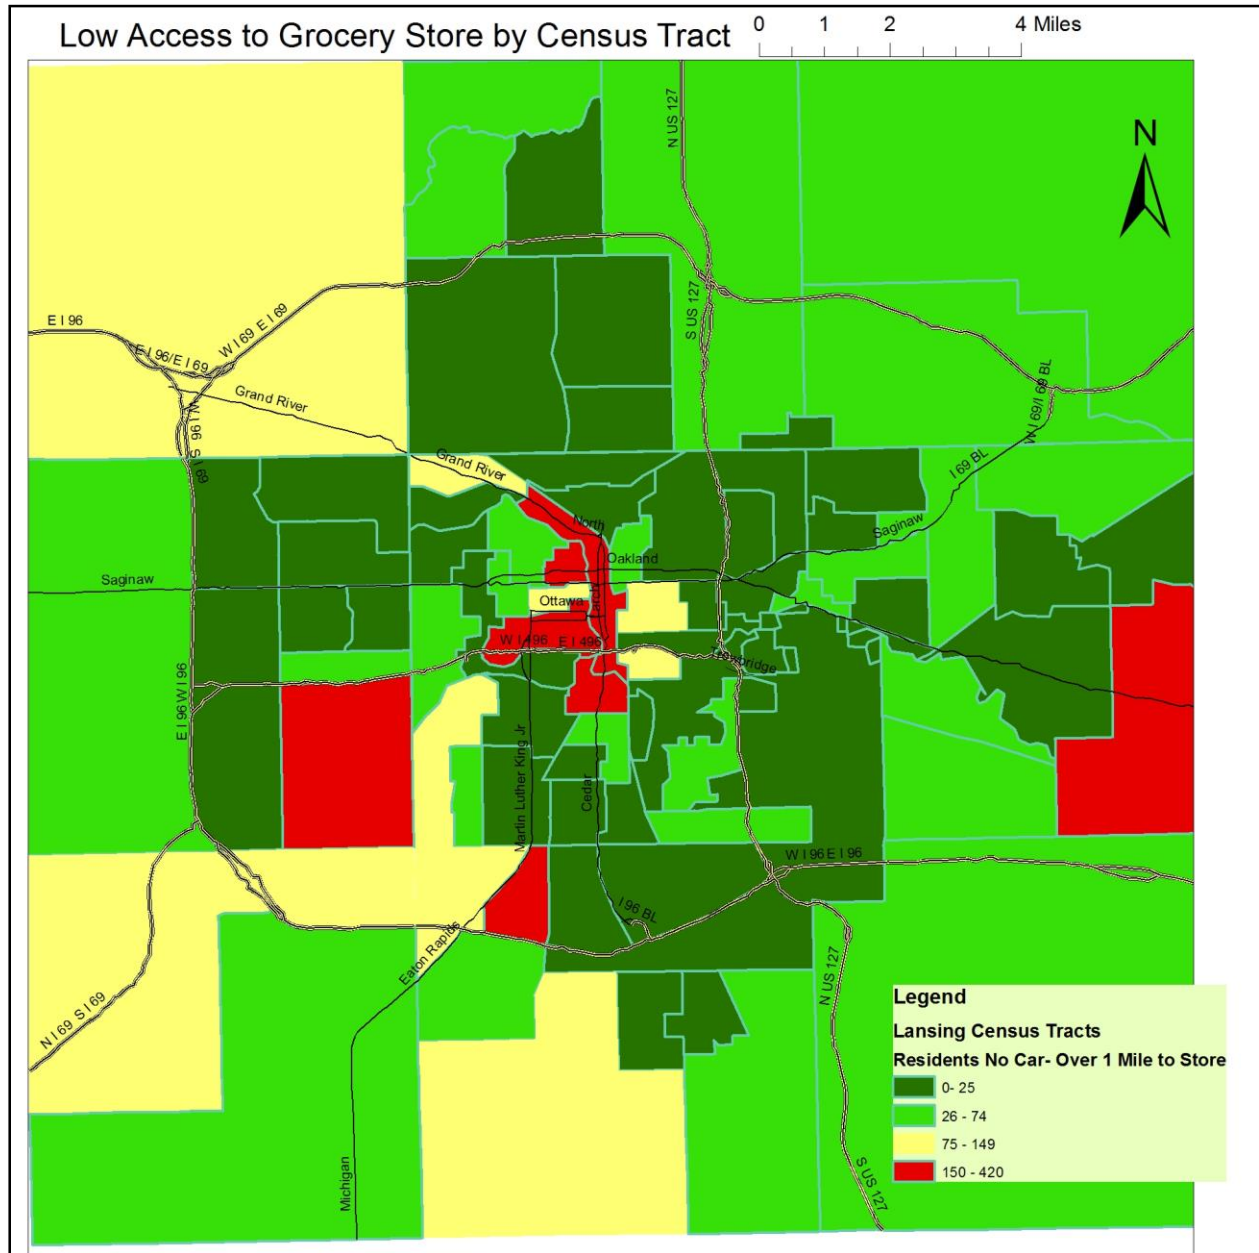 Low Access to Grocery Store by Census Tract
0 1 2 4 Miles
N US 127
N
E I 96
E I 96/E I 69
W I 69 E I 69
S US 127
Grand River
N I 96
S I 69
W I 69/I 69 BL
Grand River
I 69 BL
North
Saginaw
Oakland
Saginaw
Larch
Ottawa
W I 496 E I 496
Trowbridge
E I 96 W I 96
Martin Luther King Jr
Cedar
W I 96 E I 96
I 96 BL
Eaton Rapids
N US 127
N I 69 S I 69
Michigan
S US 127
Legend
Lansing Census Tracts
Residents No Car- Over 1 Mile to Store
0- 25
26 - 74
75 - 149
150 - 420